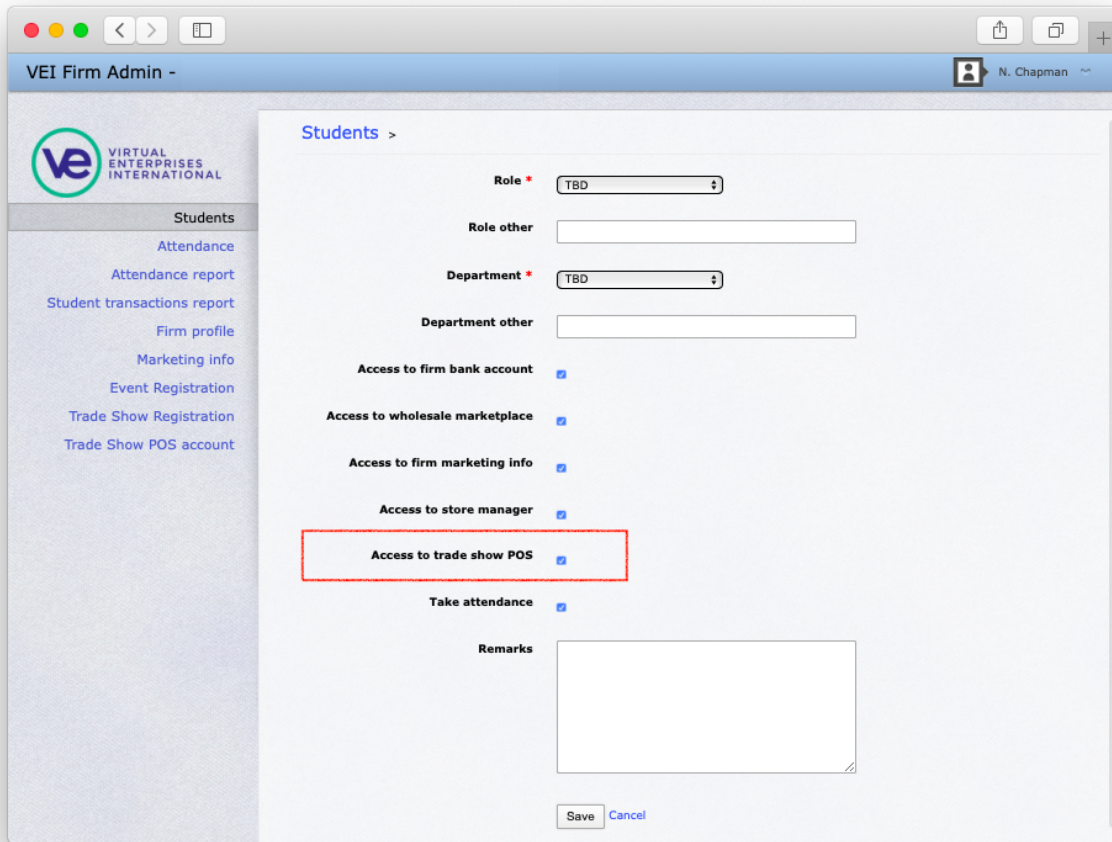 VEI Firm Admin -
N. Chapman
ve
VIRTUAL
ENTERPRISES
INTERNATIONAL
Students
Attendance
Attendance report
Student transactions report
Firm profile
Marketing info
Event Registration
Trade Show Registration
Trade Show POS account
Students >
Role * TBD
Role other
Department * TBD
Department other
Access to firm bank account
Access to wholesale marketplace
Access to firm marketing info
Access to store manager
Access to trade show POS
Take attendance
Remarks
Save Cancel